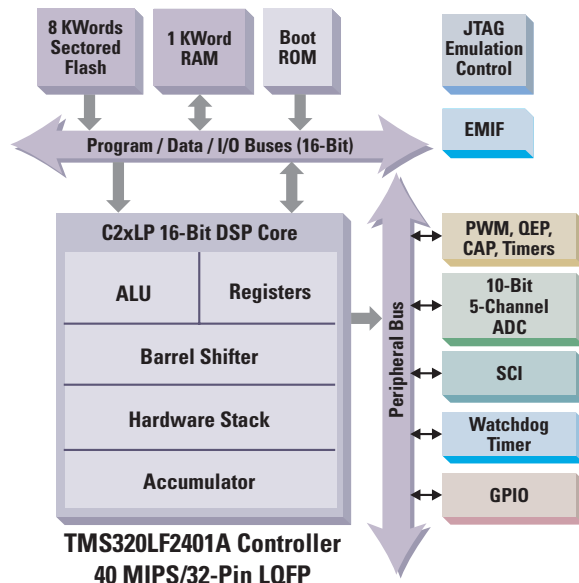 8 KWords
Sectored
Flash
1 KWord
RAM
Boot
ROM
JTAG
Emulation
Control
EMIF
Program / Data / I/O Buses (16-Bit)
C2xLP 16-Bit DSP Core
ALU
Registers
Barrel Shifter
Hardware Stack
Accumulator
Peripheral Bus
PWM, QEP,
CAP, Timers
10-Bit
5-Channel
ADC
SCI
Watchdog
Timer
GPIO
TMS320LF2401A Controller
40 MIPS/32-Pin LQFP